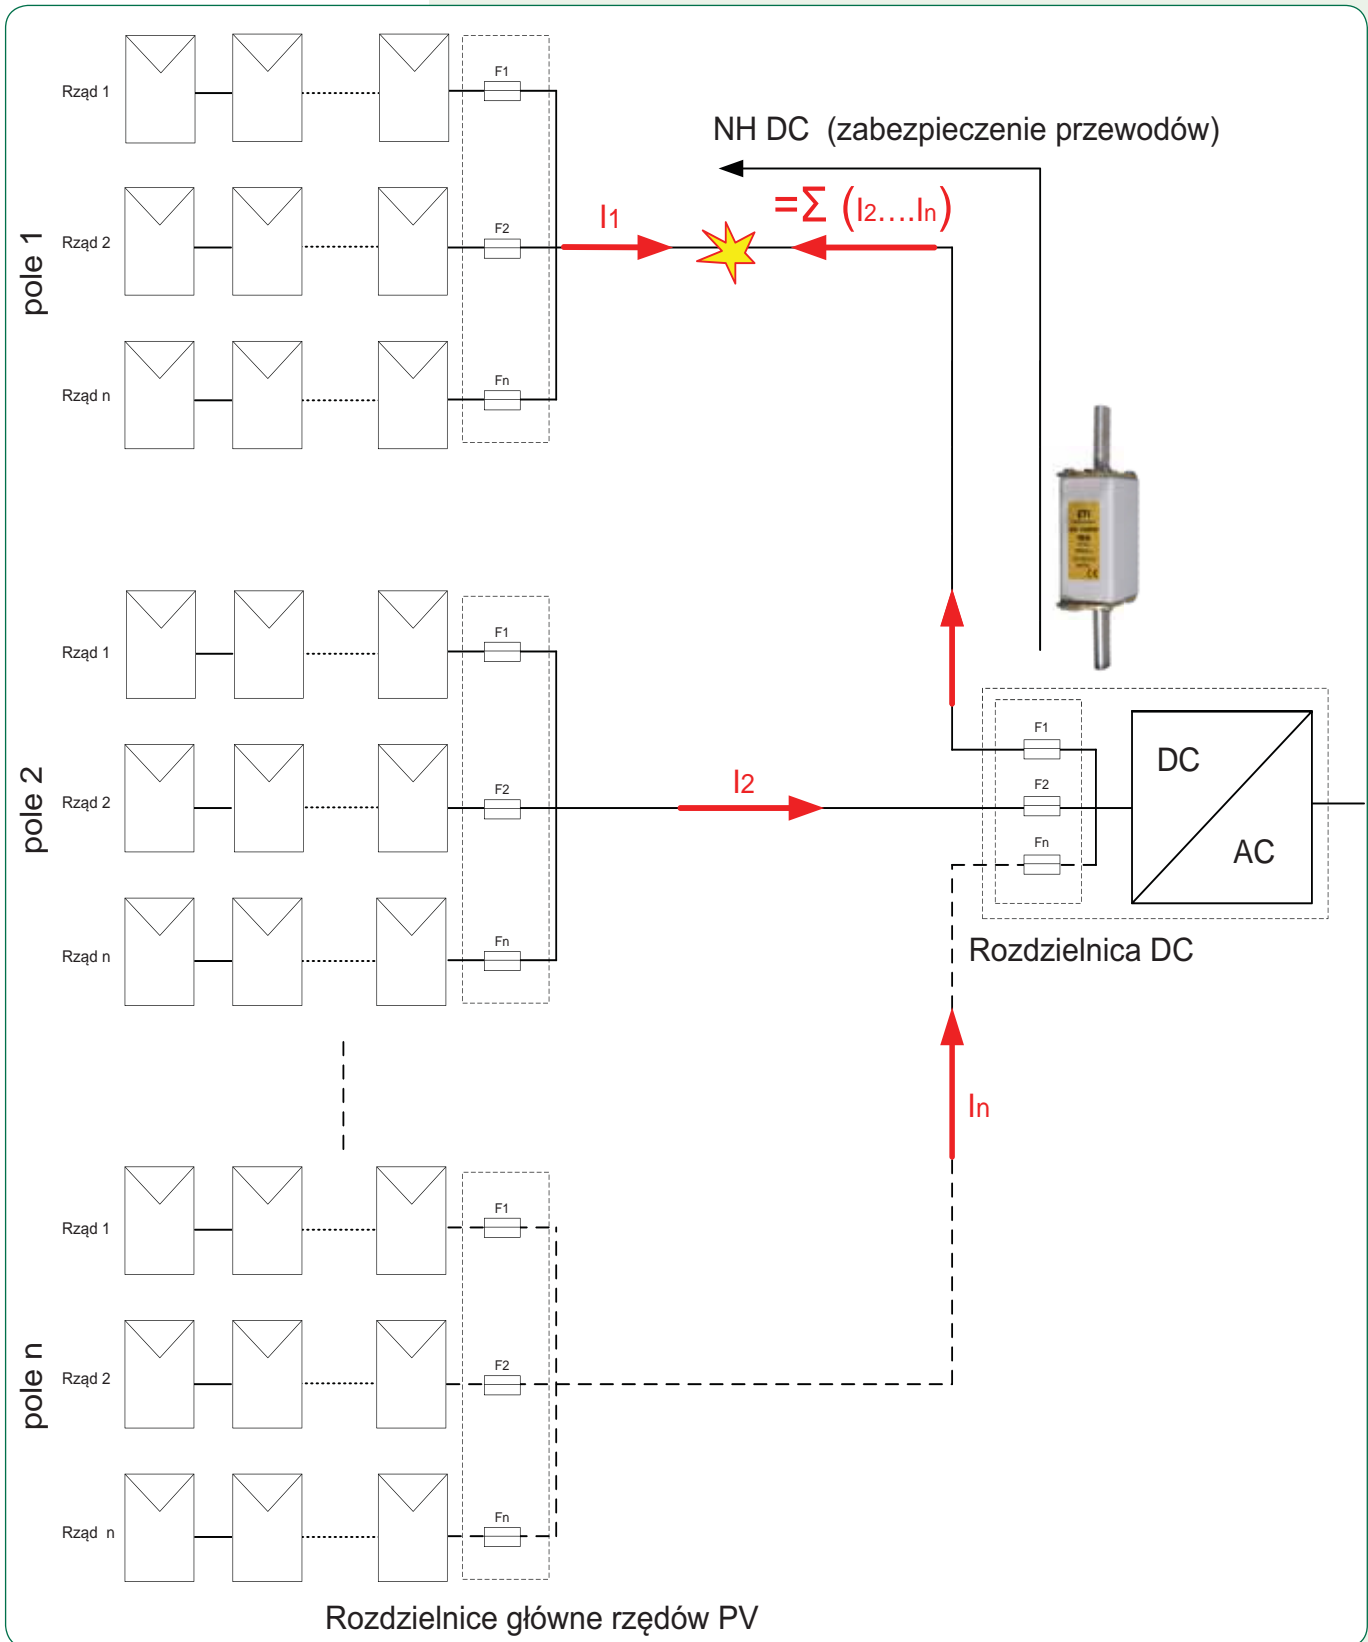 pole 1
Rząd 1
F1
Rząd 2
F2
Rząd n
Fn
NH DC (zabezpieczenie przewodów)
I1
=Σ (I2....In)
ETI
pole 2
Rząd 1
F1
Rząd 2
F2
Rząd n
Fn
I2
F1
F2
Fn
DC
AC
Rozdzielnica DC
In
pole n
Rząd 1
F1
Rząd 2
F2
Rząd n
Fn
Rozdzielnice główne rzędów PV